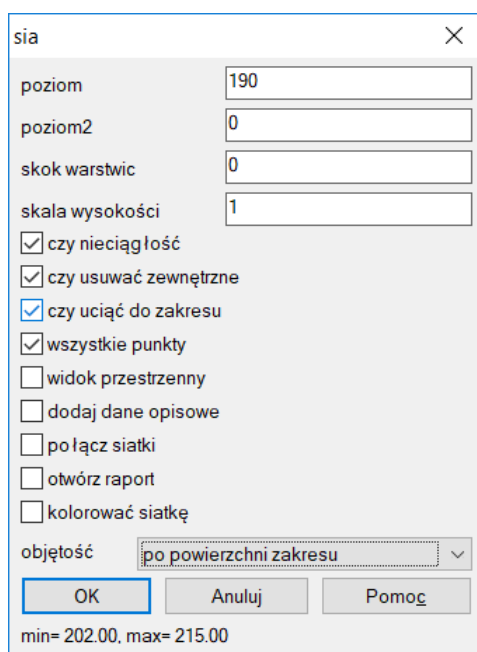 sia
poziom 190
poziom2 0
skok warstwic 0
skala wysokości 1
czy nieciągłość
czy usuwać zewnętrzne
czy uciąć do zakresu
wszystkie punkty
widok przestrzenny
dodaj dane opisowe
połącz siatki
otwórz raport
kolorować siatkę
objętość po powierzchni zakresu
OK Anuluj Pomoc
min= 202.00, max= 215.00